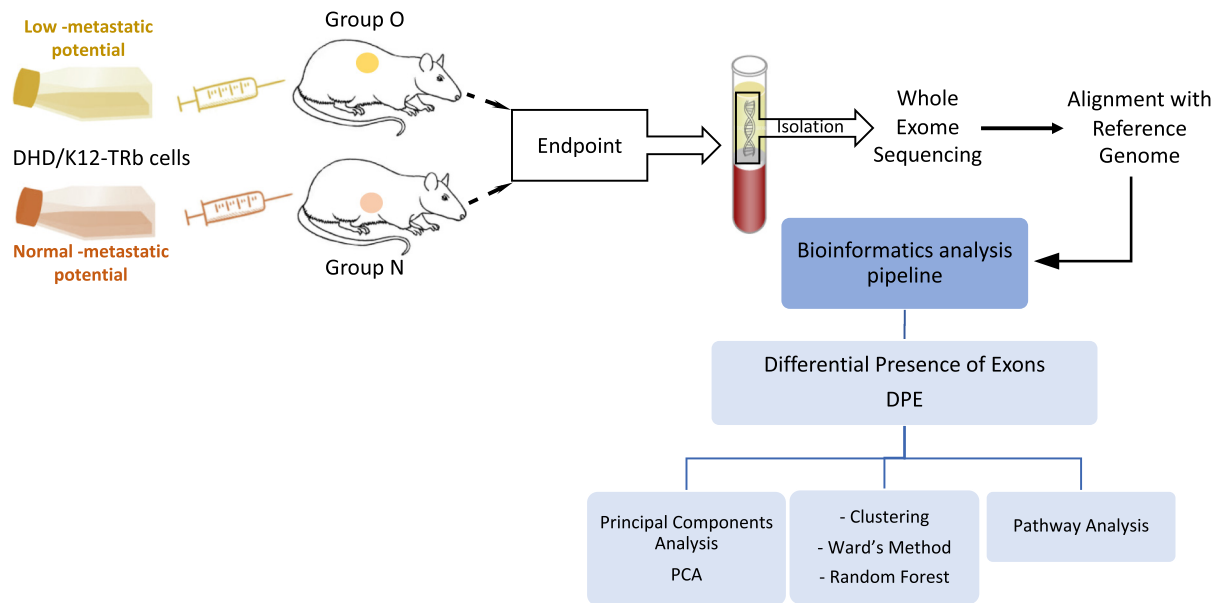 Low -metastatic
potential
Group O
DHD/K12-TRb cells
Normal -metastatic
potential
Group N
Endpoint
Isolation
Whole
Exome
Sequencing
Alignment with
Reference
Genome
Bioinformatics analysis
pipeline
Differential Presence of Exons
DPE
Principal Components
Analysis
PCA
- Clustering
- Ward's Method
- Random Forest
Pathway Analysis